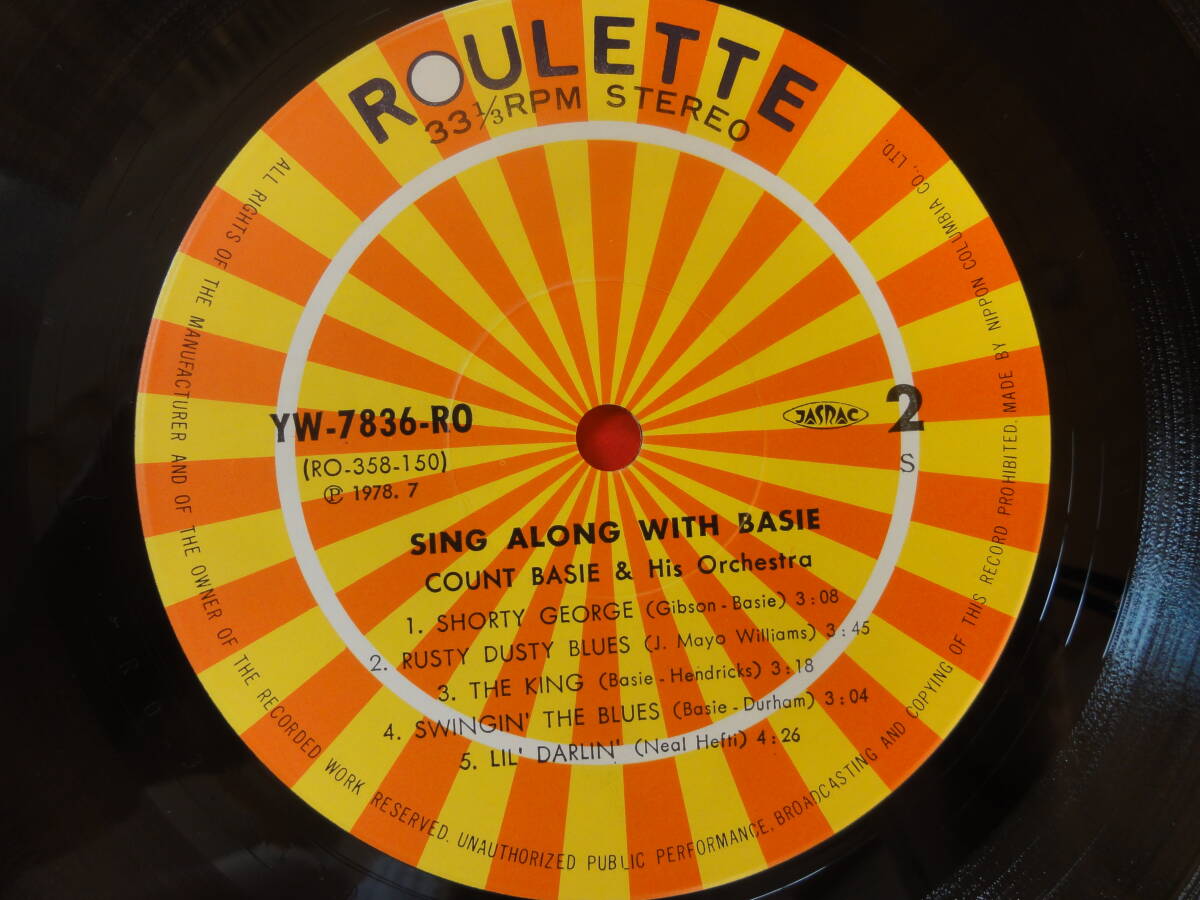 ROULETTE
33⅓ RPM STEREO
YW-7836-RO
(RO-358-150)
Ⓟ 1978. 7
JASRAC
2
S
SING ALONG WITH BASIE
COUNT BASIE & His Orchestra
1. SHORTY GEORGE (Gibson-Basie) 3:08
2. RUSTY DUSTY BLUES (J. Mayo Williams) 3:45
3. THE KING (Basie-Hendricks) 3:18
4. SWINGIN' THE BLUES (Basie-Durham) 3:04
5. LIL' DARLIN' (Neal Hefti) 4:26
ALL RIGHTS OF THE MANUFACTURER AND OF THE OWNER OF THE RECORDED WORK RESERVED. UNAUTHORIZED PUBLIC PERFORMANCE, BROADCASTING AND COPYING OF THIS RECORD PROHIBITED. MADE BY NIPPON COLUMBIA CO., LTD.